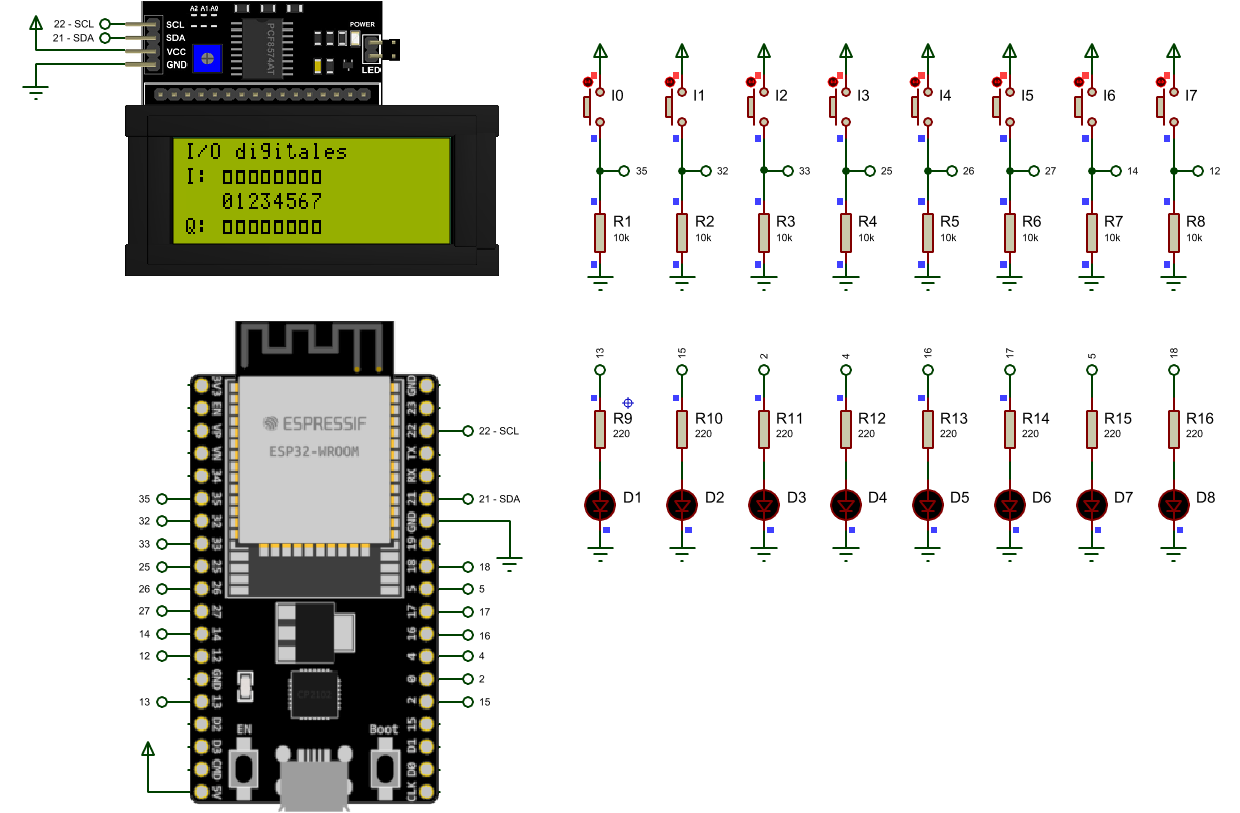 22 - SCL
21 - SDA
SCL
SDA
VCC
GND
A2 A1 A0
PCF8574AT
POWER
LED
I/O digitales
I: 00000000
01234567
Q: 00000000
I0 I1 I2 I3 I4 I5 I6 I7
35 32 33 25 26 27 14 12
R1 R2 R3 R4 R5 R6 R7 R8
10k 10k 10k 10k 10k 10k 10k 10k
13 15 2 4 16 17 5 18
R9 R10 R11 R12 R13 R14 R15 R16
220 220 220 220 220 220 220 220
D1 D2 D3 D4 D5 D6 D7 D8
ESPRESSIF
ESP32-WROOM
3V3 GND
EN 23
VP 22 22 - SCL
VN TX
34 RX
35 35 21 21 - SDA
32 32 GND
33 33 19
25 25 18 18
26 26 5 5
27 27 17 17
14 14 16 16
12 12 4 4
GND 0 2
13 13 2 15
D2 15
D3 D1
CMD D0
5V CLK
CP2102
EN
Boot